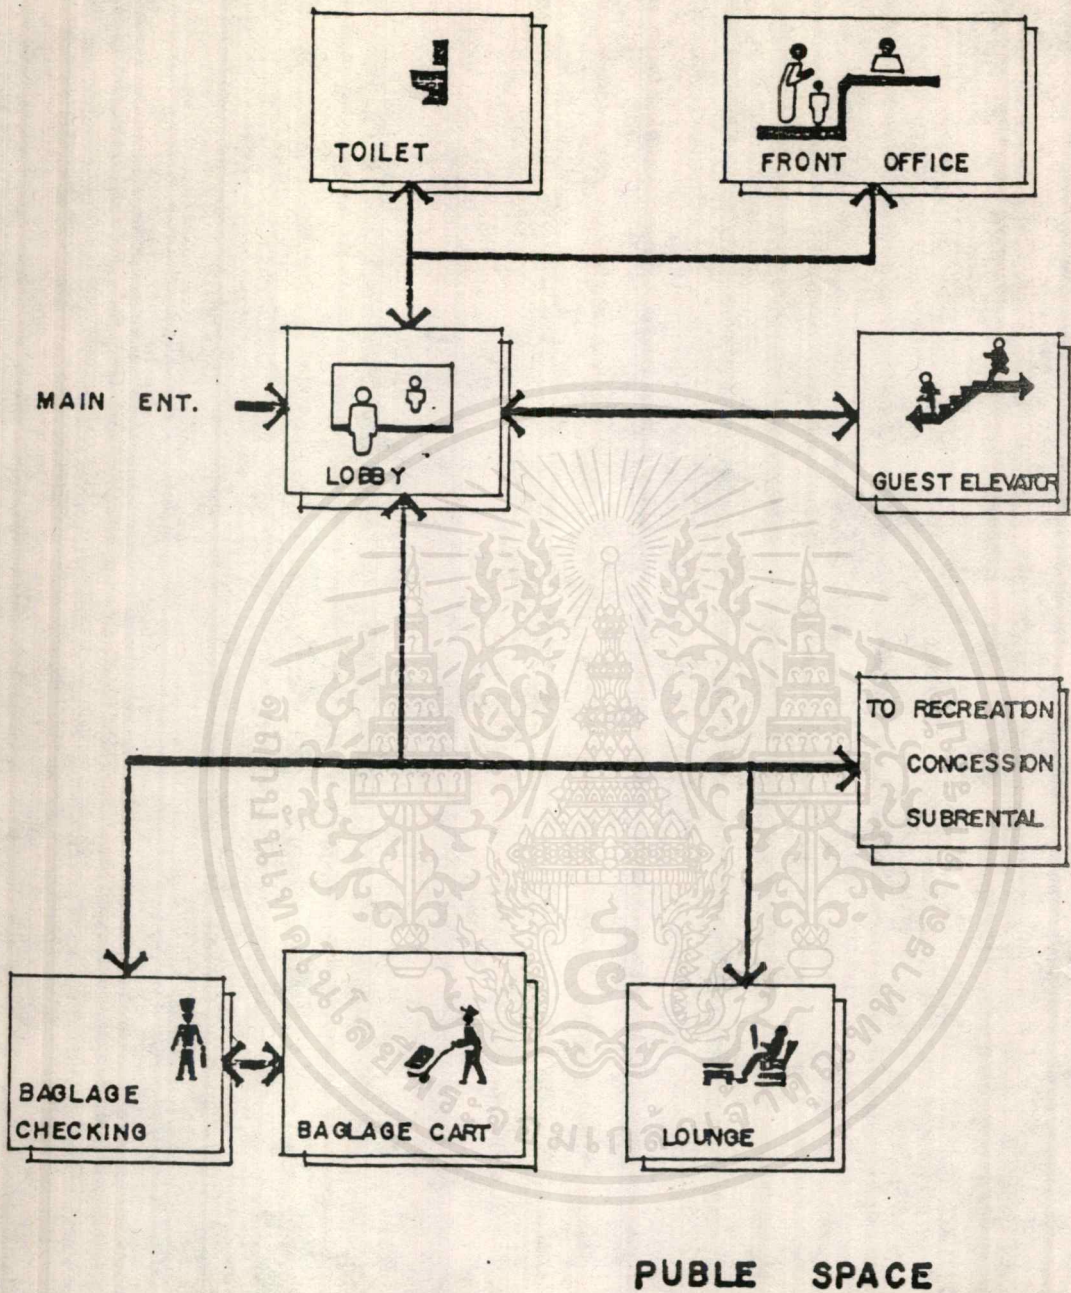 TOILET
FRONT OFFICE
MAIN ENT.
LOBBY
GUEST ELEVATOR
TO RECREATION
CONCESSION
SUBRENTAL
BAGLAGE
CHECKING
BAGLAGE CART
LOUNGE
PUBLE SPACE